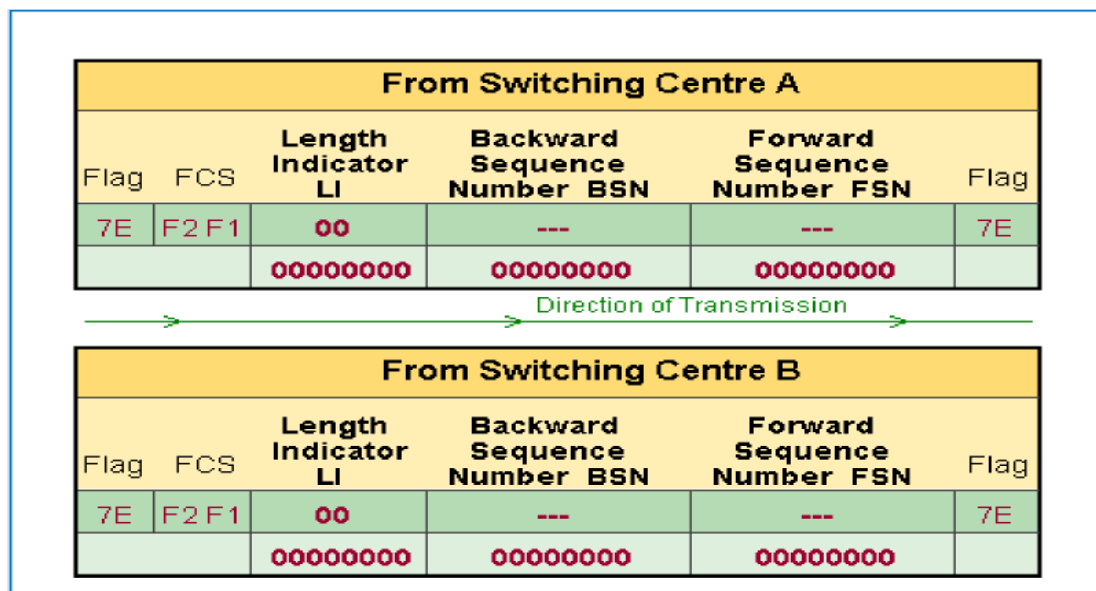 From Switching Centre A
Flag FCS Length Indicator LI Backward Sequence Number BSN Forward Sequence Number FSN Flag
7E F2 F1 00 --- --- 7E
00000000 00000000 00000000
Direction of Transmission
From Switching Centre B
Flag FCS Length Indicator LI Backward Sequence Number BSN Forward Sequence Number FSN Flag
7E F2 F1 00 --- --- 7E
00000000 00000000 00000000